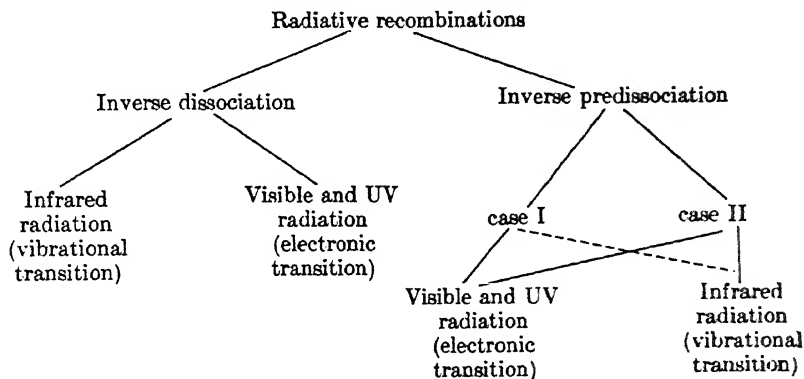 Radiative recombinations
Inverse dissociation
Inverse predissociation
Infrared
radiation
(vibrational
transition)
Visible and UV
radiation
(electronic
transition)
case I
case II
Visible and UV
radiation
(electronic
transition)
Infrared
radiation
(vibrational
transition)